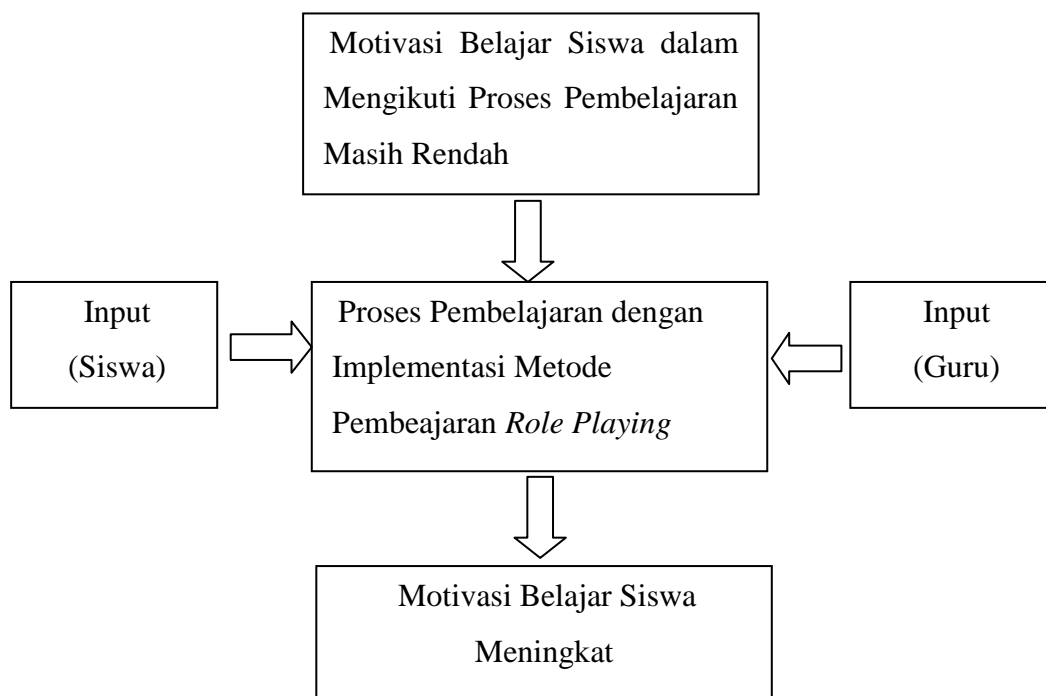 Motivasi Belajar Siswa dalam
Mengikuti Proses Pembelajaran
Masih Rendah
Input
(Siswa)
Proses Pembelajaran dengan
Implementasi Metode
Pembeajaran Role Playing
Input
(Guru)
Motivasi Belajar Siswa
Meningkat